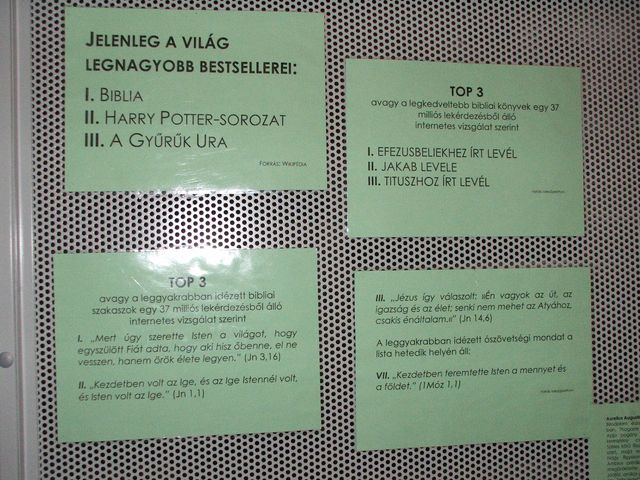 JELENLEG A VILÁG
LEGNAGYOBB BESTSELLEREI:
I. BIBLIA
II. HARRY POTTER-SOROZAT
III. A GYŰRŰK URA
FORRÁS: WIKIPÉDIA
TOP 3
avagy a legkedveltebb bibliai könyvek egy 37
milliós lekérdezésből álló
internetes vizsgálat szerint
I. EFEZUSBELIEKHEZ ÍRT LEVÉL
II. JAKAB LEVELE
III. TITUSZHOZ ÍRT LEVÉL
TOP 3
avagy a leggyakrabban idézett bibliai
szakaszok egy 37 milliós lekérdezésből álló
internetes vizsgálat szerint
I. „Mert úgy szerette Isten a világot, hogy
egyszülött Fiát adta, hogy aki hisz őbenne, el ne
vesszen, hanem örök élete legyen." (Jn 3,16)
II. „Kezdetben volt az Ige, és az Ige Istennél volt,
és Isten volt az Ige." (Jn 1,1)
III. „Jézus így válaszolt: »Én vagyok az út, az
igazság és az élet; senki nem mehet az Atyához,
csakis énáltalam.«" (Jn 14,6)
A leggyakrabban idézett ószövetségi mondat a
lista hetedik helyén áll:
VII. „Kezdetben teremtette Isten a mennyet és
a földet." (1Móz 1,1)